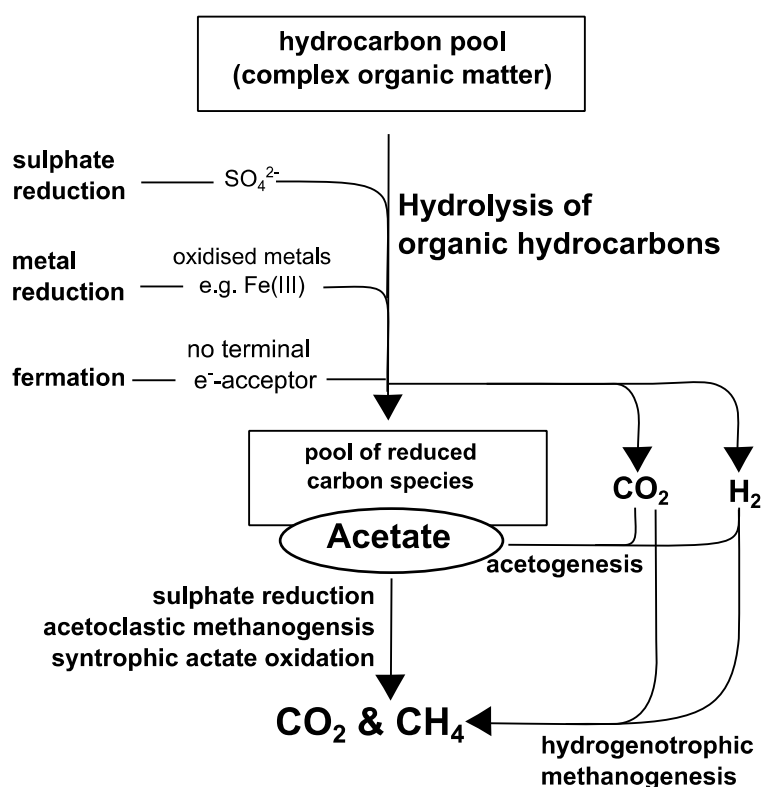 hydrocarbon pool
(complex organic matter)
sulphate
reduction
SO₄²⁻
Hydrolysis of
organic hydrocarbons
metal
reduction
oxidised metals
e.g. Fe(III)
fermation
no terminal
e⁻-acceptor
pool of reduced
carbon species
CO₂
H₂
Acetate
acetogenesis
sulphate reduction
acetoclastic methanogensis
syntrophic actate oxidation
CO₂ & CH₄
hydrogenotrophic
methanogenesis